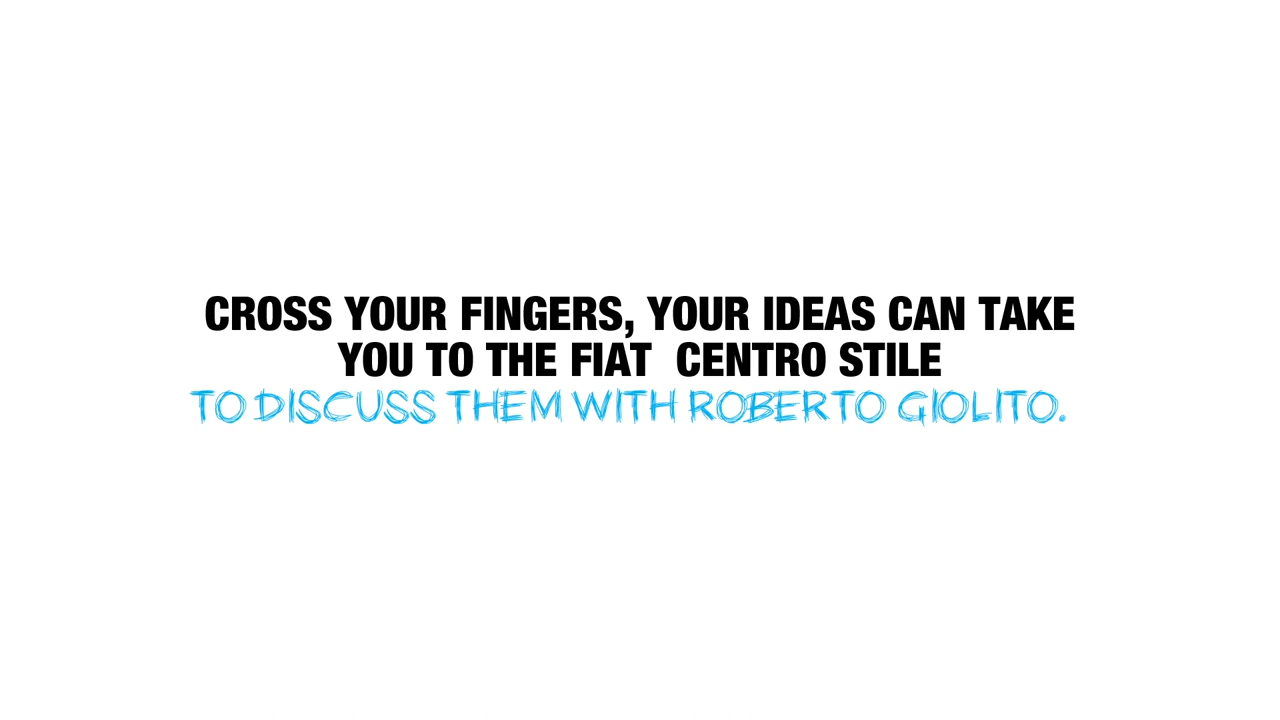 CROSS YOUR FINGERS, YOUR IDEAS CAN TAKE
YOU TO THE FIAT  CENTRO STILE
TO DISCUSS THEM WITH ROBERTO GIOLITO.